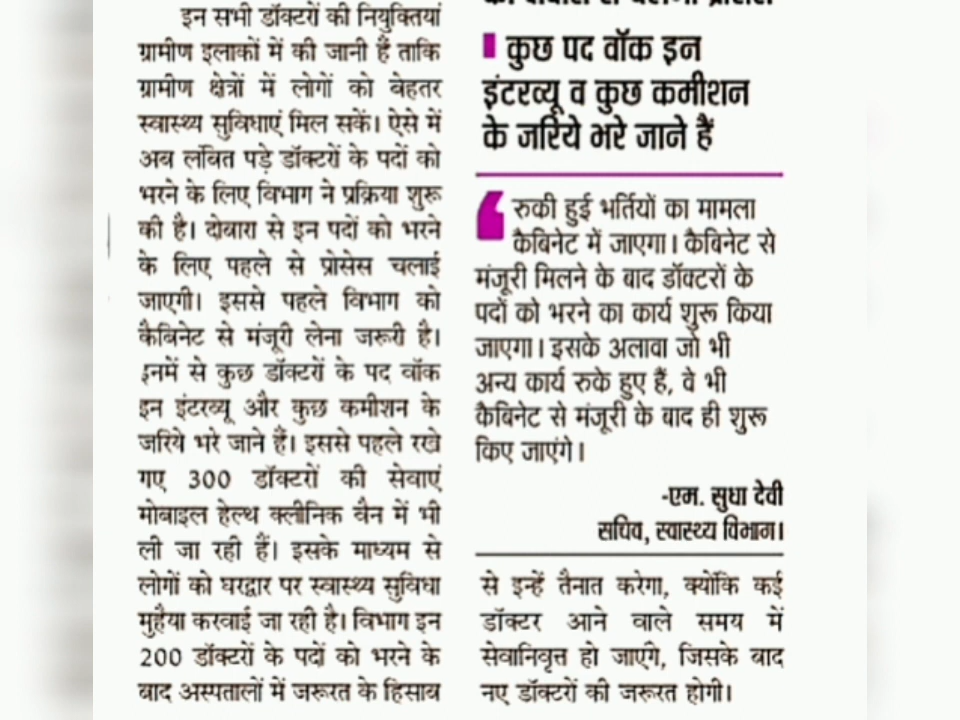 इन सभी डॉक्टरों की नियुक्तियां
ग्रामीण इलाकों में की जानी हैं ताकि
ग्रामीण क्षेत्रों में लोगों को बेहतर
स्वास्थ्य सुविधाएं मिल सकें। ऐसे में
अब लंबित पड़े डॉक्टरों के पदों को
भरने के लिए विभाग ने प्रक्रिया शुरू
की है। दोबारा से इन पदों को भरने
के लिए पहले से प्रोसेस चलाई
जाएगी। इससे पहले विभाग को
कैबिनेट से मंजूरी लेना जरूरी है।
इनमें से कुछ डॉक्टरों के पद वॉक
इन इंटरव्यू और कुछ कमीशन के
जरिये भरे जाने हैं। इससे पहले रखे
गए 300 डॉक्टरों की सेवाएं
मोबाइल हेल्थ क्लीनिक वैन में भी
ली जा रही हैं। इसके माध्यम से
लोगों को घरद्वार पर स्वास्थ्य सुविधा
मुहैया करवाई जा रही है। विभाग इन
200 डॉक्टरों के पदों को भरने के
बाद अस्पतालों में जरूरत के हिसाब
कुछ पद वॉक इन
इंटरव्यू व कुछ कमीशन
के जरिये भरे जाने हैं
रुकी हुई भर्तियों का मामला
कैबिनेट में जाएगा। कैबिनेट से
मंजूरी मिलने के बाद डॉक्टरों के
पदों को भरने का कार्य शुरू किया
जाएगा। इसके अलावा जो भी
अन्य कार्य रुके हुए हैं, वे भी
कैबिनेट से मंजूरी के बाद ही शुरू
किए जाएंगे।
-एम. सुधा देवी
सचिव, स्वास्थ्य विभाग।
से इन्हें तैनात करेगा, क्योंकि कई
डॉक्टर आने वाले समय में
सेवानिवृत्त हो जाएंगे, जिसके बाद
नए डॉक्टरों की जरूरत होगी।